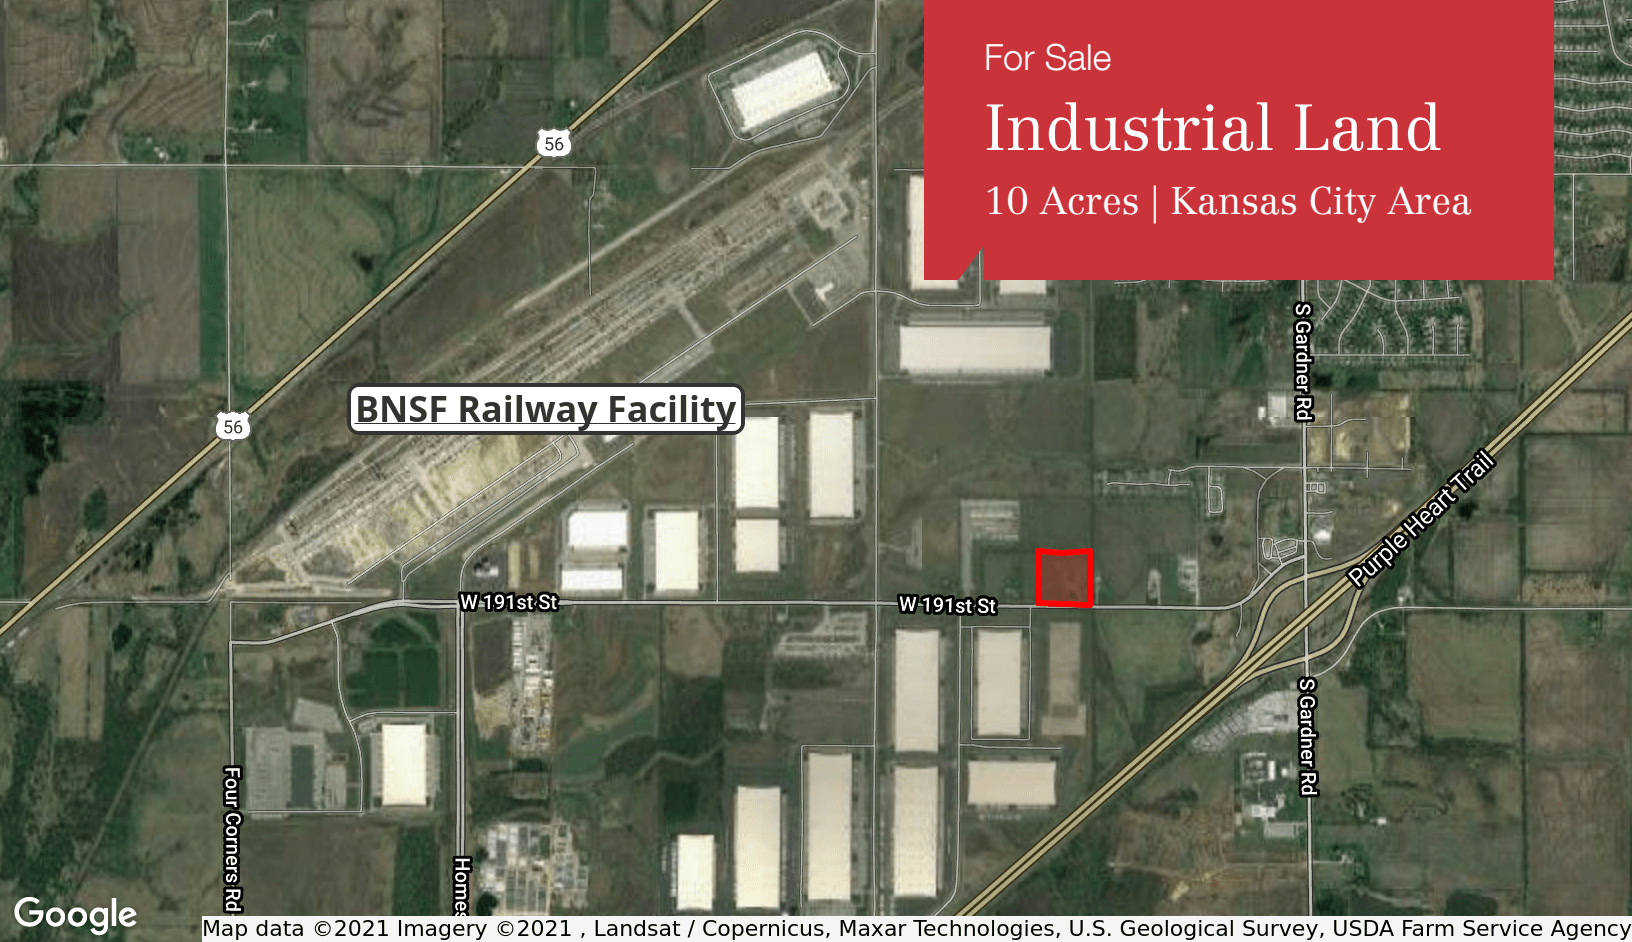 For Sale
Industrial Land
10 Acres | Kansas City Area
56
S Gardner Rd
BNSF Railway Facility
56
Purple Heart Trail
W 191st St
W 191st St
S Gardner Rd
Four Corners Rd
Homes
Google
Map data ©2021 Imagery ©2021 , Landsat / Copernicus, Maxar Technologies, U.S. Geological Survey, USDA Farm Service Agency